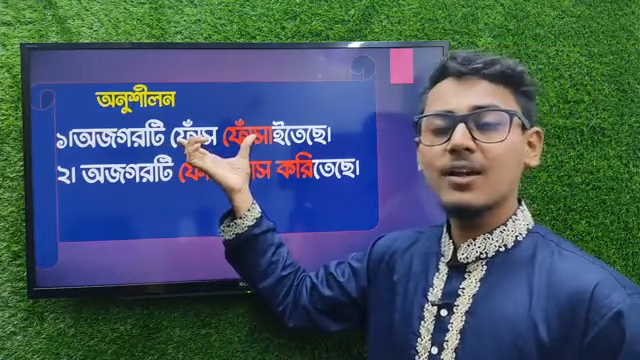 অনুশীলন
১।অজগরটি ফোঁস ফোঁসাইতেছে।
২। অজগরটি করিতেছে।